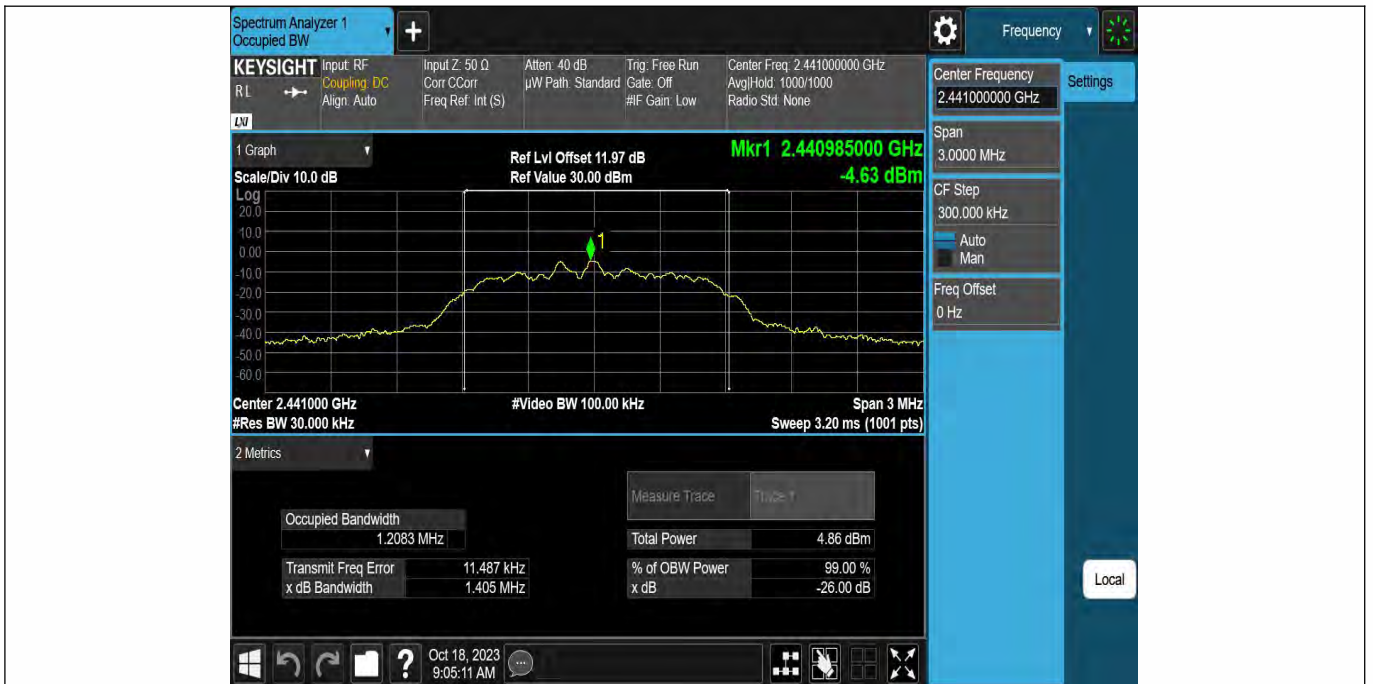 Spectrum Analyzer 1
Occupied BW
+
Frequency
KEYSIGHT
RL
LXI
Input: RF
Coupling: DC
Align: Auto
Input Z: 50 Ω
Corr CCorr
Freq Ref: Int (S)
Atten: 40 dB
µW Path: Standard
Trig: Free Run
Gate: Off
#IF Gain: Low
Center Freq: 2.441000000 GHz
Avg|Hold: 1000/1000
Radio Std: None
Center Frequency
2.441000000 GHz
Settings
Span
3.0000 MHz
CF Step
300.000 kHz
Auto
Man
Freq Offset
0 Hz
Local
1 Graph
Scale/Div 10.0 dB
Ref Lvl Offset 11.97 dB
Ref Value 30.00 dBm
Mkr1 2.440985000 GHz
-4.63 dBm
Log
20.0
10.0
0.00
-10.0
-20.0
-30.0
-40.0
-50.0
-60.0
1
Center 2.441000 GHz
#Video BW 100.00 kHz
Span 3 MHz
#Res BW 30.000 kHz
Sweep 3.20 ms (1001 pts)
2 Metrics
Measure Trace
Trace 1
Occupied Bandwidth
1.2083 MHz
Total Power 4.86 dBm
Transmit Freq Error 11.487 kHz
% of OBW Power 99.00 %
x dB Bandwidth 1.405 MHz
x dB -26.00 dB
?
Oct 18, 2023
9:05:11 AM